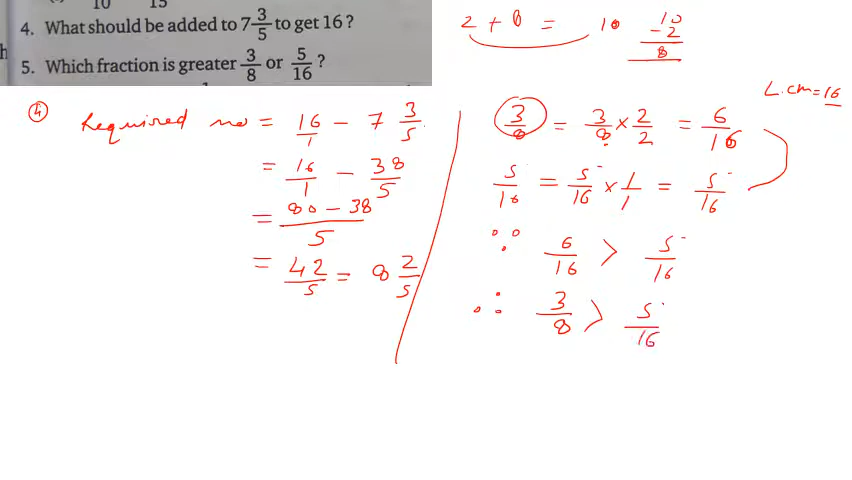 10 15
4. What should be added to 7 3/5 to get 16 ?
h
5. Which fraction is greater 3/8 or 5/16 ?
2 + 8 = 10
10
- 2
8
L.cm = 16
④
Required no = 16/1 - 7 3/5
= 16/1 - 38/5
= 80 - 38 / 5
= 42/5 = 8 2/5
3/8 = 3/8 × 2/2 = 6/16
5/16 = 5/16 × 1/1 = 5/16
∵ 6/16 > 5/16
∴ 3/8 > 5/16